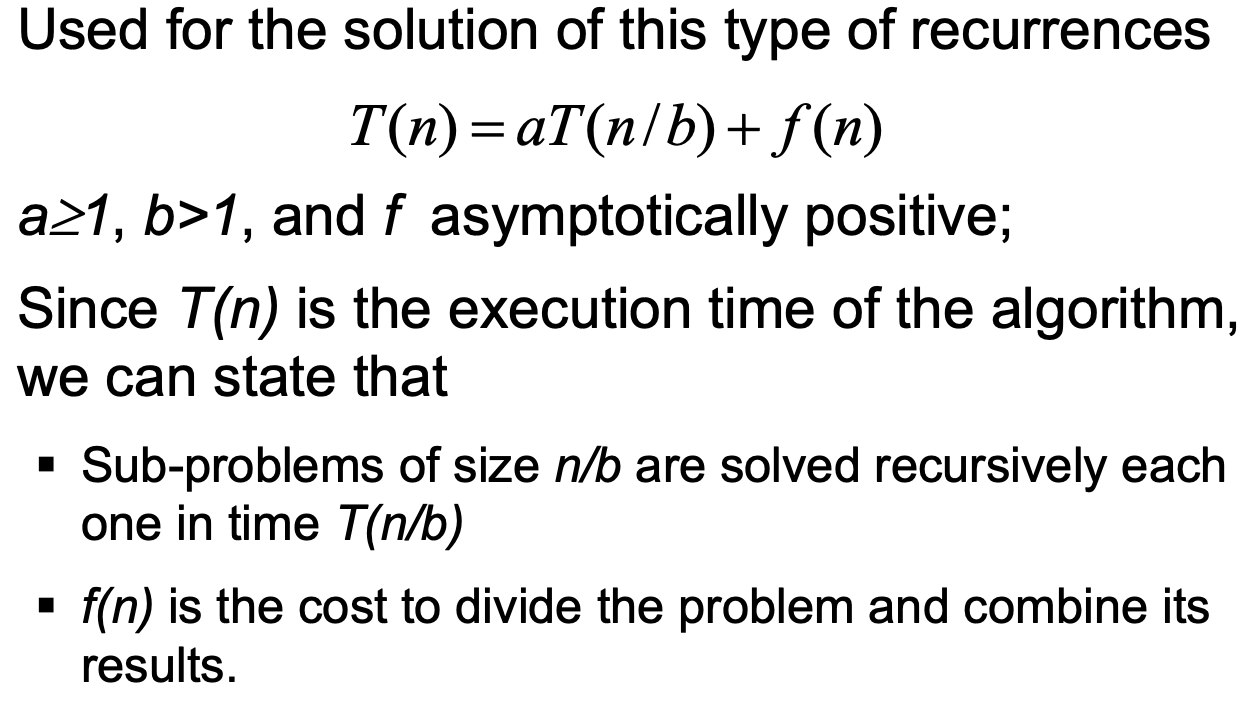 Used for the solution of this type of recurrences
T(n) = aT(n/b) + f(n)
a≥1, b>1, and f asymptotically positive;
Since T(n) is the execution time of the algorithm,
we can state that
▪ Sub-problems of size n/b are solved recursively each
one in time T(n/b)
▪ f(n) is the cost to divide the problem and combine its
results.